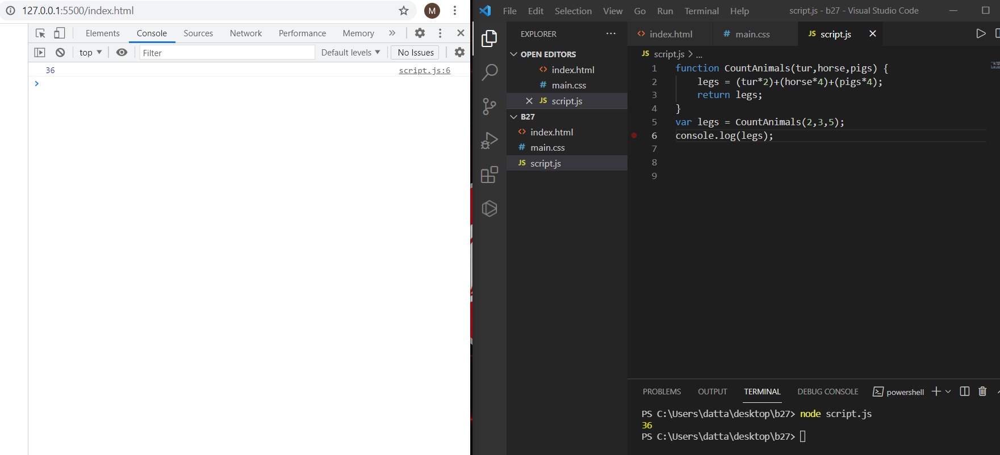 127.0.0.1:5500/index.html
M
Elements Console Sources Network Performance Memory
top Filter Default levels No Issues
36 script.js:6
File Edit Selection View Go Run Terminal Help script.js - b27 - Visual Studio Code
EXPLORER
OPEN EDITORS
index.html
main.css
script.js
B27
index.html
main.css
script.js
index.html main.css script.js
script.js > ...
1 function CountAnimals(tur,horse,pigs) {
2 legs = (tur*2)+(horse*4)+(pigs*4);
3 return legs;
4 }
5 var legs = CountAnimals(2,3,5);
6 console.log(legs);
7
8
9
PROBLEMS OUTPUT TERMINAL DEBUG CONSOLE powershell
PS C:\Users\datta\desktop\b27> node script.js
36
PS C:\Users\datta\desktop\b27>